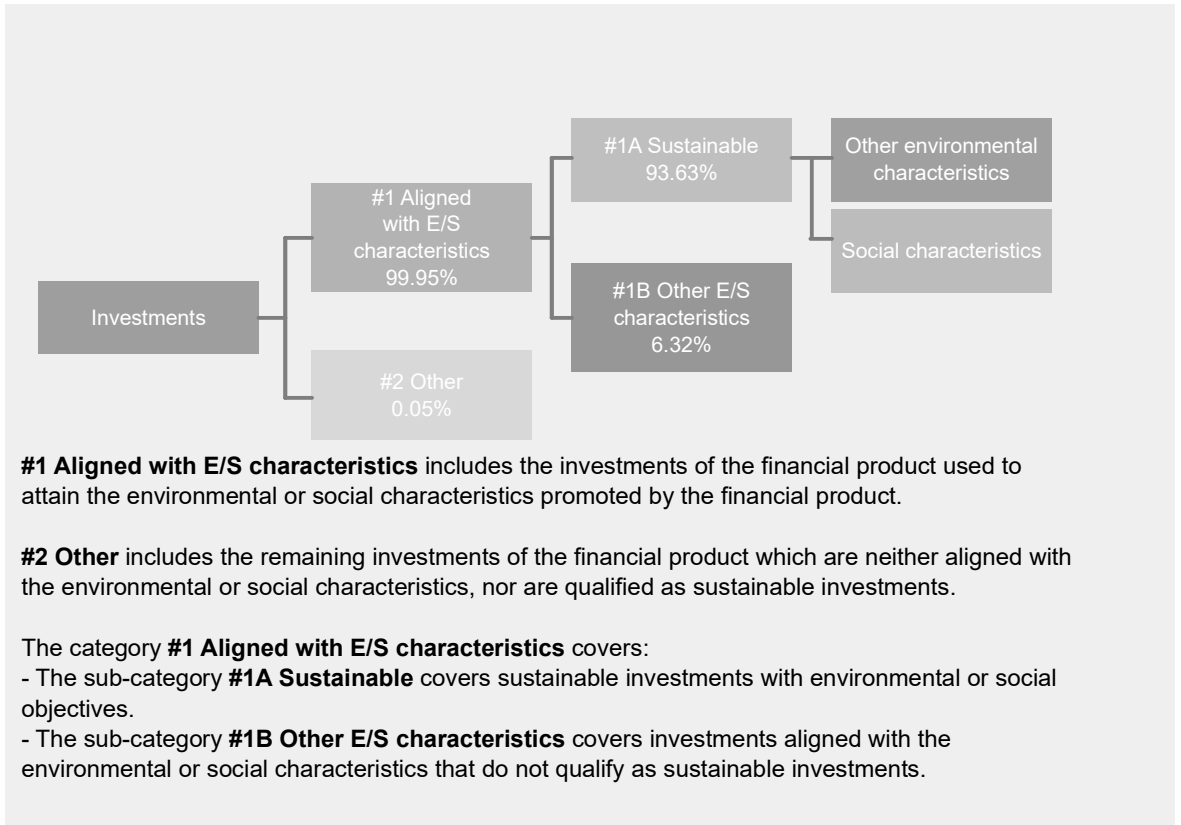 #1A Sustainable
93.63%
Other environmental
characteristics
#1 Aligned
with E/S
characteristics
99.95%
Social characteristics
#1B Other E/S
characteristics
6.32%
Investments
#2 Other
0.05%
#1 Aligned with E/S characteristics includes the investments of the financial product used to
attain the environmental or social characteristics promoted by the financial product.
#2 Other includes the remaining investments of the financial product which are neither aligned with
the environmental or social characteristics, nor are qualified as sustainable investments.
The category #1 Aligned with E/S characteristics covers:
- The sub-category #1A Sustainable covers sustainable investments with environmental or social
objectives.
- The sub-category #1B Other E/S characteristics covers investments aligned with the
environmental or social characteristics that do not qualify as sustainable investments.